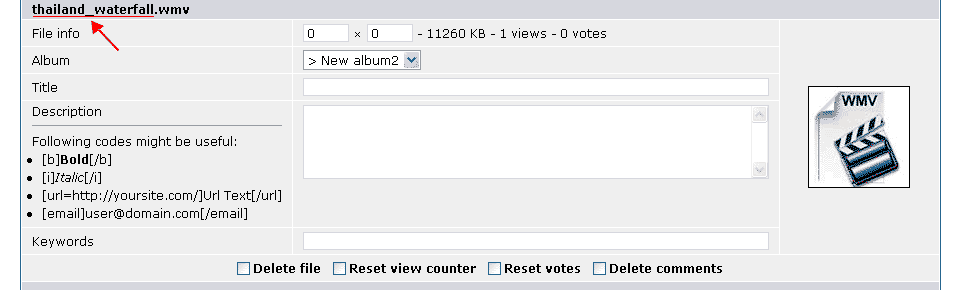 thailand_waterfall.wmv
File info 0 × 0 - 11260 KB - 1 views - 0 votes
Album > New album2
Title
Description
Following codes might be useful:
• [b]Bold[/b]
• [i]Italic[/i]
• [url=http://yoursite.com/]Url Text[/url]
• [email]user@domain.com[/email]
WMV
Keywords
Delete file Reset view counter Reset votes Delete comments